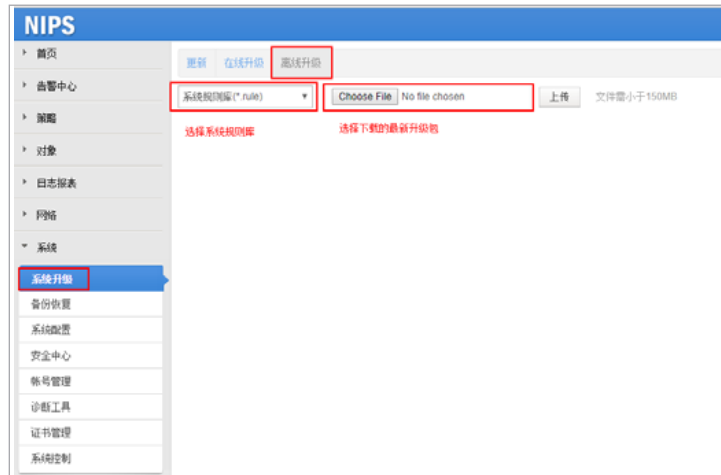 NIPS
首页
告警中心
策略
对象
日志报表
网络
系统
系统升级
备份恢复
系统配置
安全中心
帐号管理
诊断工具
证书管理
系统控制
更新 在线升级 离线升级
系统规则库(*.rule) Choose File No file chosen 上传 文件需小于150MB
选择系统规则库 选择下载的最新升级包